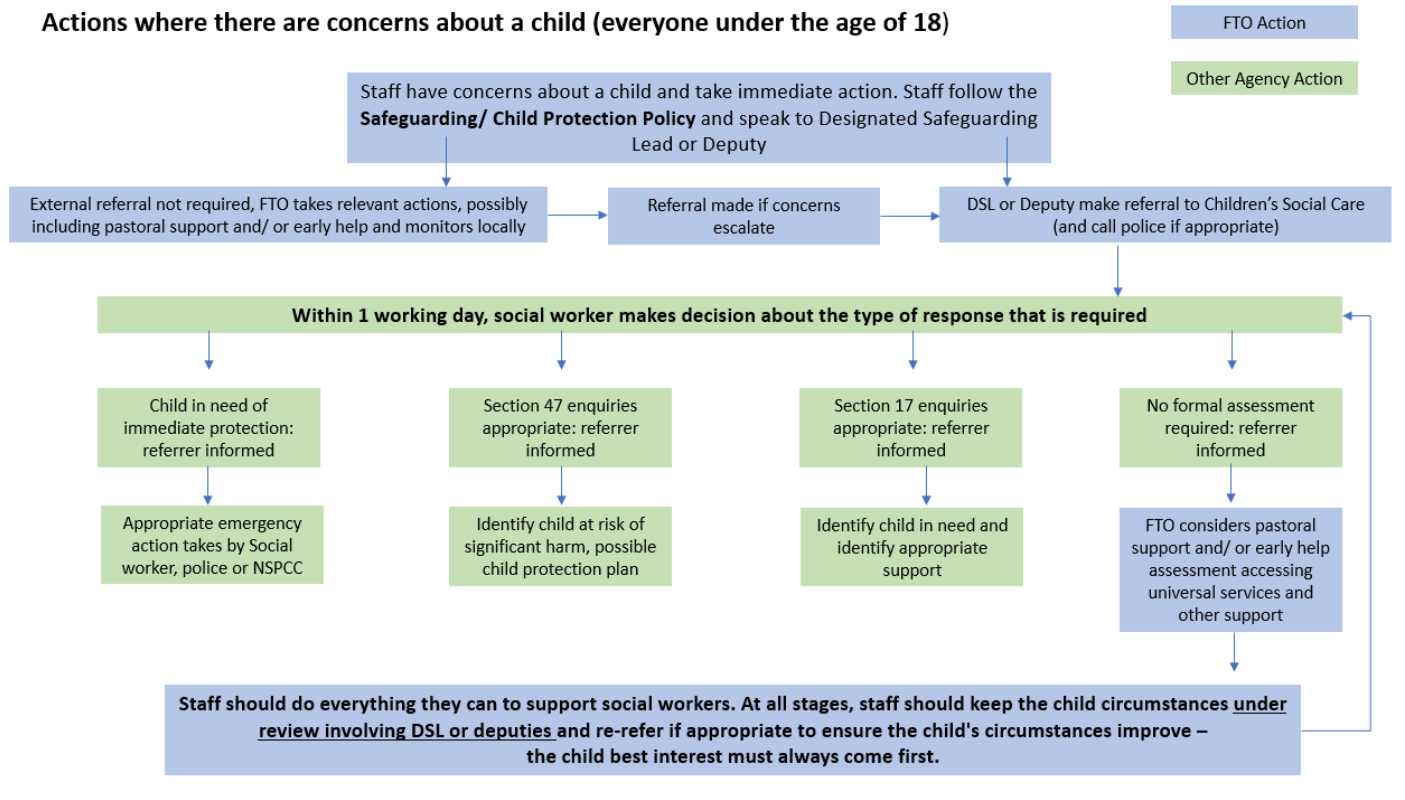 Actions where there are concerns about a child (everyone under the age of 18)
FTO Action
Other Agency Action
Staff have concerns about a child and take immediate action. Staff follow the
Safeguarding/ Child Protection Policy and speak to Designated Safeguarding
Lead or Deputy
External referral not required, FTO takes relevant actions, possibly
including pastoral support and/ or early help and monitors locally
Referral made if concerns
escalate
DSL or Deputy make referral to Children's Social Care
(and call police if appropriate)
Within 1 working day, social worker makes decision about the type of response that is required
Child in need of
immediate protection:
referrer informed
Section 47 enquiries
appropriate: referrer
informed
Section 17 enquiries
appropriate: referrer
informed
No formal assessment
required: referrer
informed
Appropriate emergency
action takes by Social
worker, police or NSPCC
Identify child at risk of
significant harm, possible
child protection plan
Identify child in need and
identify appropriate
support
FTO considers pastoral
support and/ or early help
assessment accessing
universal services and
other support
Staff should do everything they can to support social workers. At all stages, staff should keep the child circumstances under
review involving DSL or deputies and re-refer if appropriate to ensure the child's circumstances improve –
the child best interest must always come first.